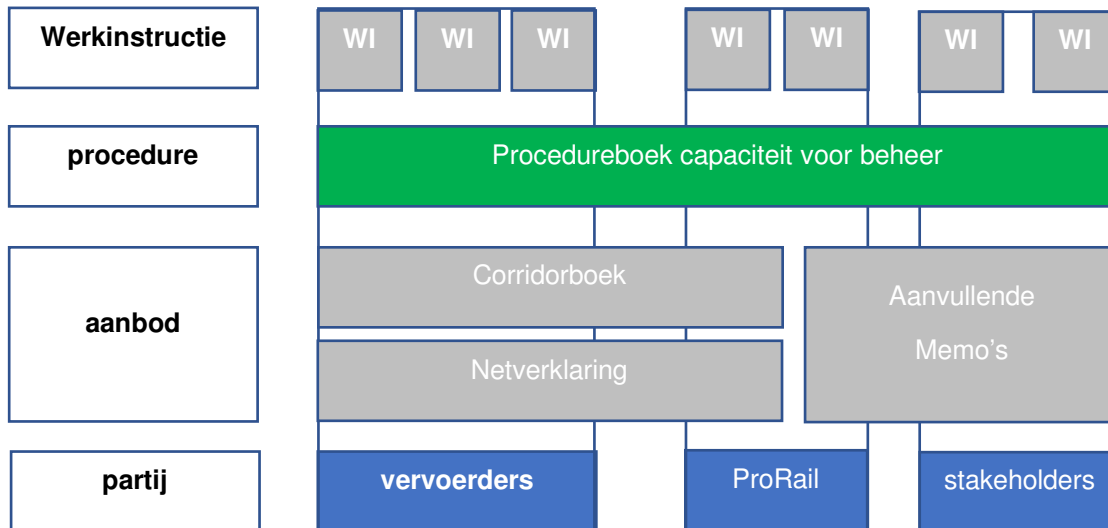 Werkinstructie
WI WI WI WI WI WI WI
procedure
Procedureboek capaciteit voor beheer
aanbod
Corridorboek
Netverklaring
Aanvullende
Memo's
partij
vervoerders
ProRail
stakeholders